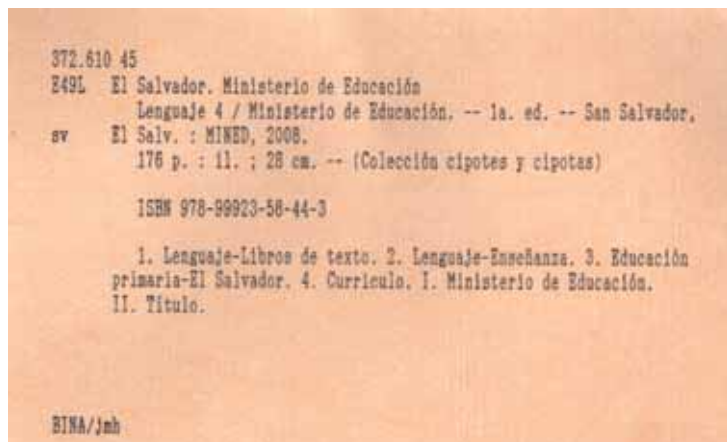 372.610 45
E49L El Salvador. Ministerio de Educación
Lenguaje 4 / Ministerio de Educación. -- 1a. ed. -- San Salvador,
sv El Salv. : MINED, 2008.
176 p. : il. ; 28 cm. -- (Colección cipotes y cipotas)
ISBN 978-99923-58-44-3
1. Lenguaje-Libros de texto. 2. Lenguaje-Enseñanza. 3. Educación
primaria-El Salvador. 4. Currículo. I. Ministerio de Educación.
II. Título.
BINA/jmh